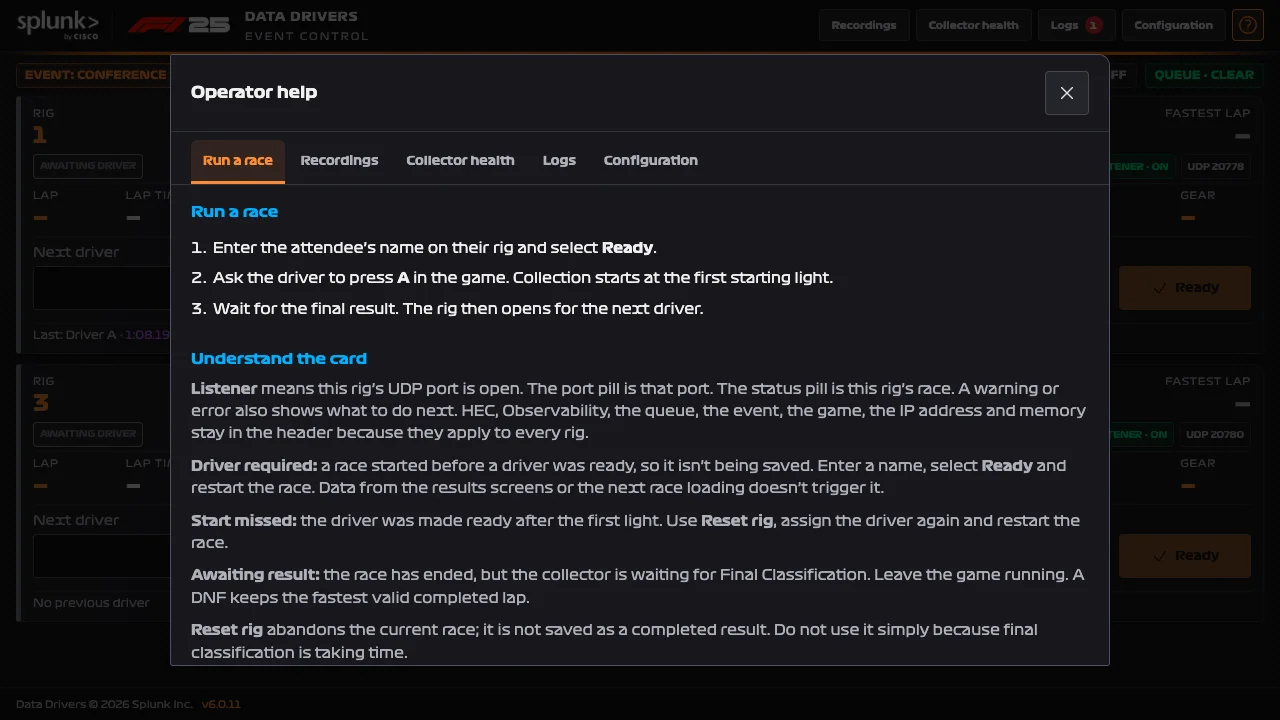 splunk>
by CISCO
F1 25
DATA DRIVERS
EVENT CONTROL
Recordings
Collector health
Logs 1
Configuration
?
EVENT: CONFERENCE
FF
QUEUE · CLEAR
Operator help
Run a race
Recordings
Collector health
Logs
Configuration
Run a race
1. Enter the attendee's name on their rig and select Ready.
2. Ask the driver to press A in the game. Collection starts at the first starting light.
3. Wait for the final result. The rig then opens for the next driver.
Understand the card
Listener means this rig's UDP port is open. The port pill is that port. The status pill is this rig's race. A warning or
error also shows what to do next. HEC, Observability, the queue, the event, the game, the IP address and memory
stay in the header because they apply to every rig.
Driver required: a race started before a driver was ready, so it isn't being saved. Enter a name, select Ready and
restart the race. Data from the results screens or the next race loading doesn't trigger it.
Start missed: the driver was made ready after the first light. Use Reset rig, assign the driver again and restart the
race.
Awaiting result: the race has ended, but the collector is waiting for Final Classification. Leave the game running. A
DNF keeps the fastest valid completed lap.
Reset rig abandons the current race; it is not saved as a completed result. Do not use it simply because final
classification is taking time.
RIG
1
AWAITING DRIVER
LAP
LAP TI
Next driver
Last: Driver A · 1:08.19
FASTEST LAP
TENER · ON
UDP 20778
GEAR
Ready
RIG
3
AWAITING DRIVER
LAP
LAP TI
Next driver
No previous driver
FASTEST LAP
TENER · ON
UDP 20780
GEAR
Ready
Data Drivers © 2026 Splunk Inc. v6.0.11